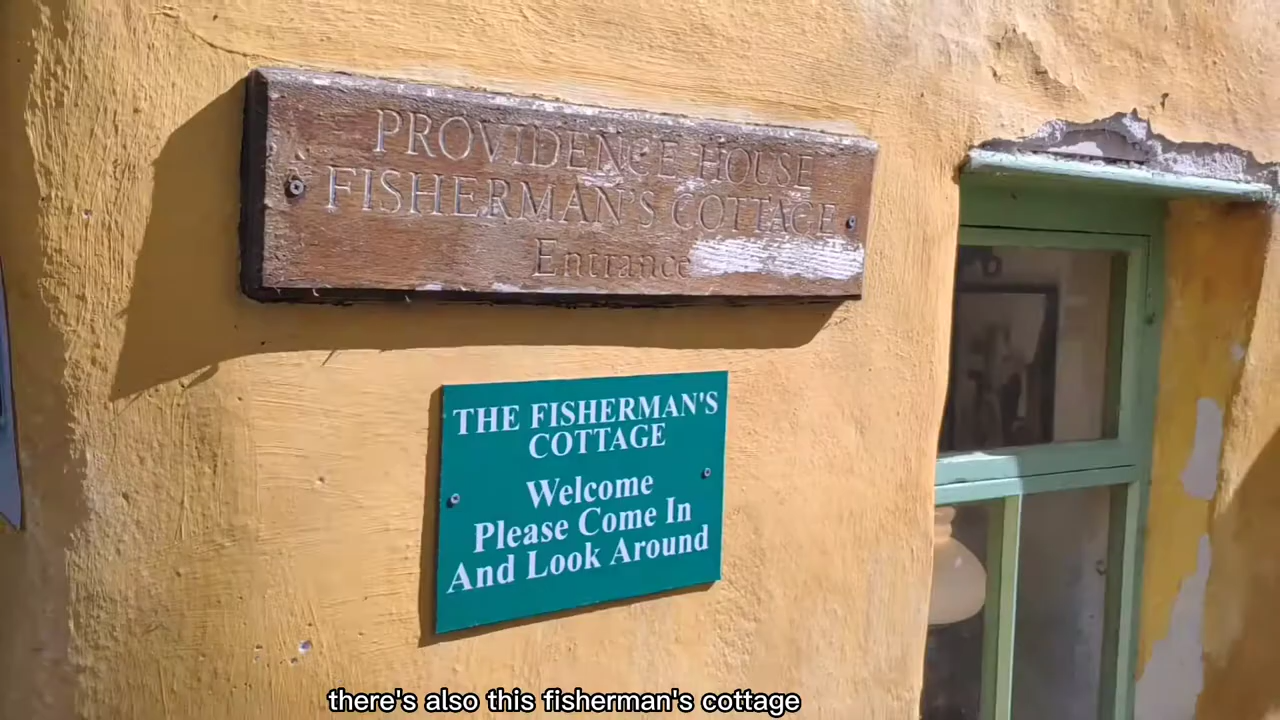 PROVIDENCE HOUSE
FISHERMAN'S COTTAGE
Entrance
THE FISHERMAN'S
COTTAGE
Welcome
Please Come In
And Look Around
there's also this fisherman's cottage